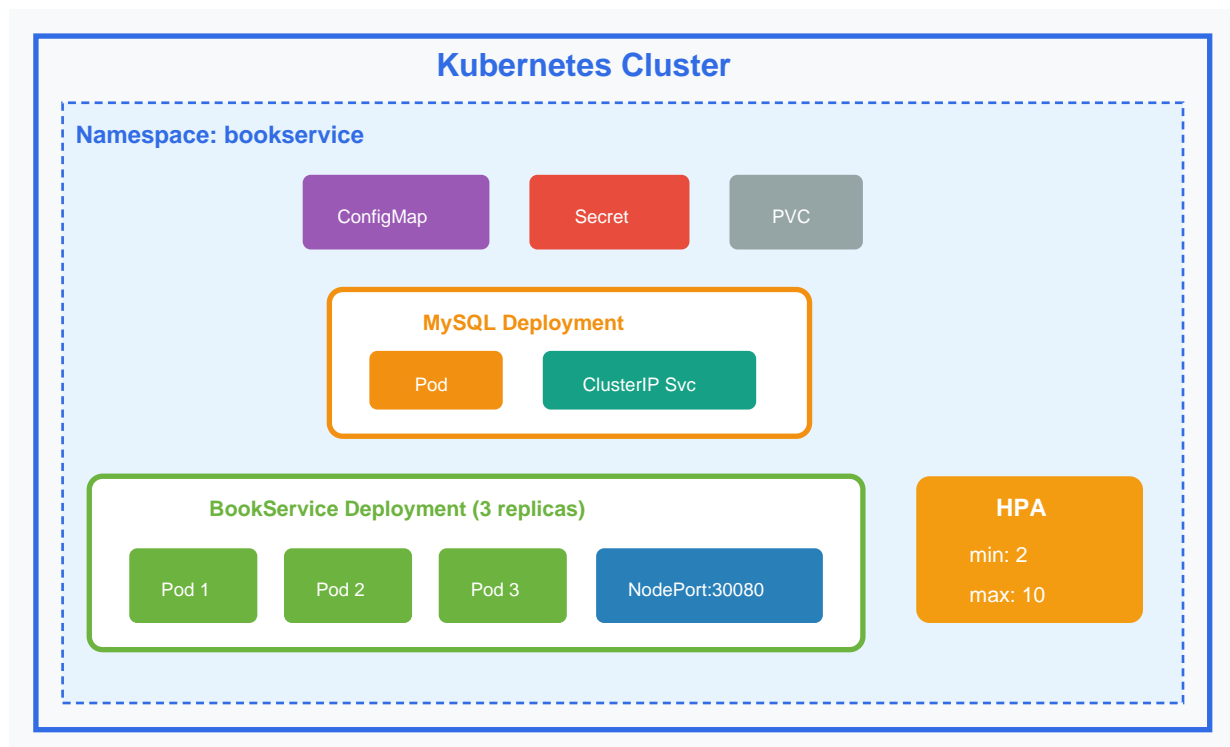 Kubernetes Cluster
Namespace: bookservice
ConfigMap
Secret
PVC
MySQL Deployment
Pod
ClusterIP Svc
BookService Deployment (3 replicas)
Pod 1
Pod 2
Pod 3
NodePort:30080
HPA
min: 2
max: 10